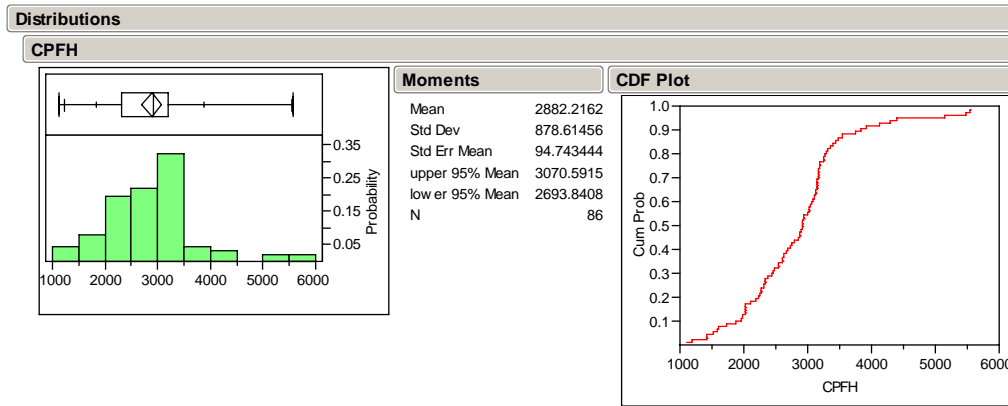 Distributions
CPFH
0.35
0.25
0.15
0.05
Probability
1000 2000 3000 4000 5000 6000
Moments
Mean 2882.2162
Std Dev 878.61456
Std Err Mean 94.743444
upper 95% Mean 3070.5915
lower 95% Mean 2693.8408
N 86
CDF Plot
1.0
0.9
0.8
0.7
0.6
0.5
0.4
0.3
0.2
0.1
Cum Prob
1000 2000 3000 4000 5000 6000
CPFH